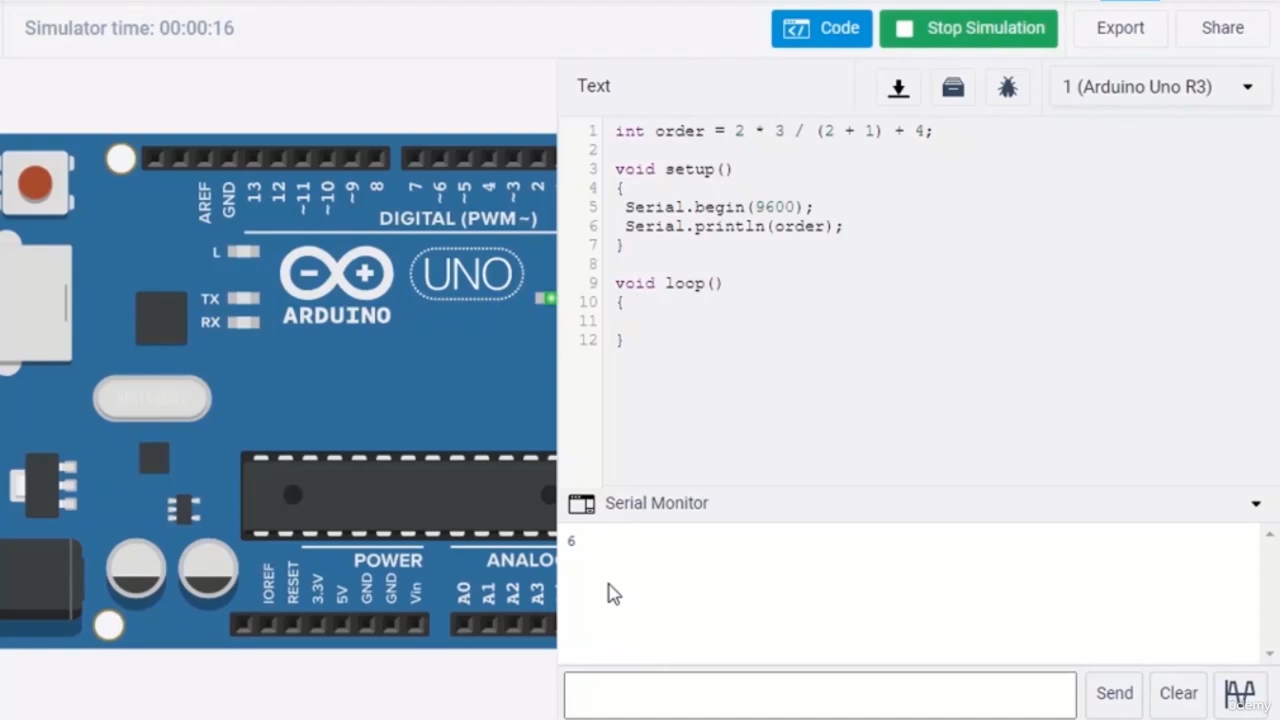 Simulator time: 00:00:16
Code
Stop Simulation
Export
Share
Text
1 (Arduino Uno R3)
1 int order = 2 * 3 / (2 + 1) + 4;
2
3 void setup()
4 {
5 Serial.begin(9600);
6 Serial.println(order);
7 }
8
9 void loop()
10 {
11
12 }
AREF
GND
13
12
~11
~10
~9
8
7
~6
~5
4
~3
2
DIGITAL (PWM~)
L
TX
RX
ARDUINO
UNO
POWER
ANALO
IOREF
RESET
3.3V
5V
GND
GND
Vin
A0
A1
A2
A3
Serial Monitor
6
Send
Clear
udemy